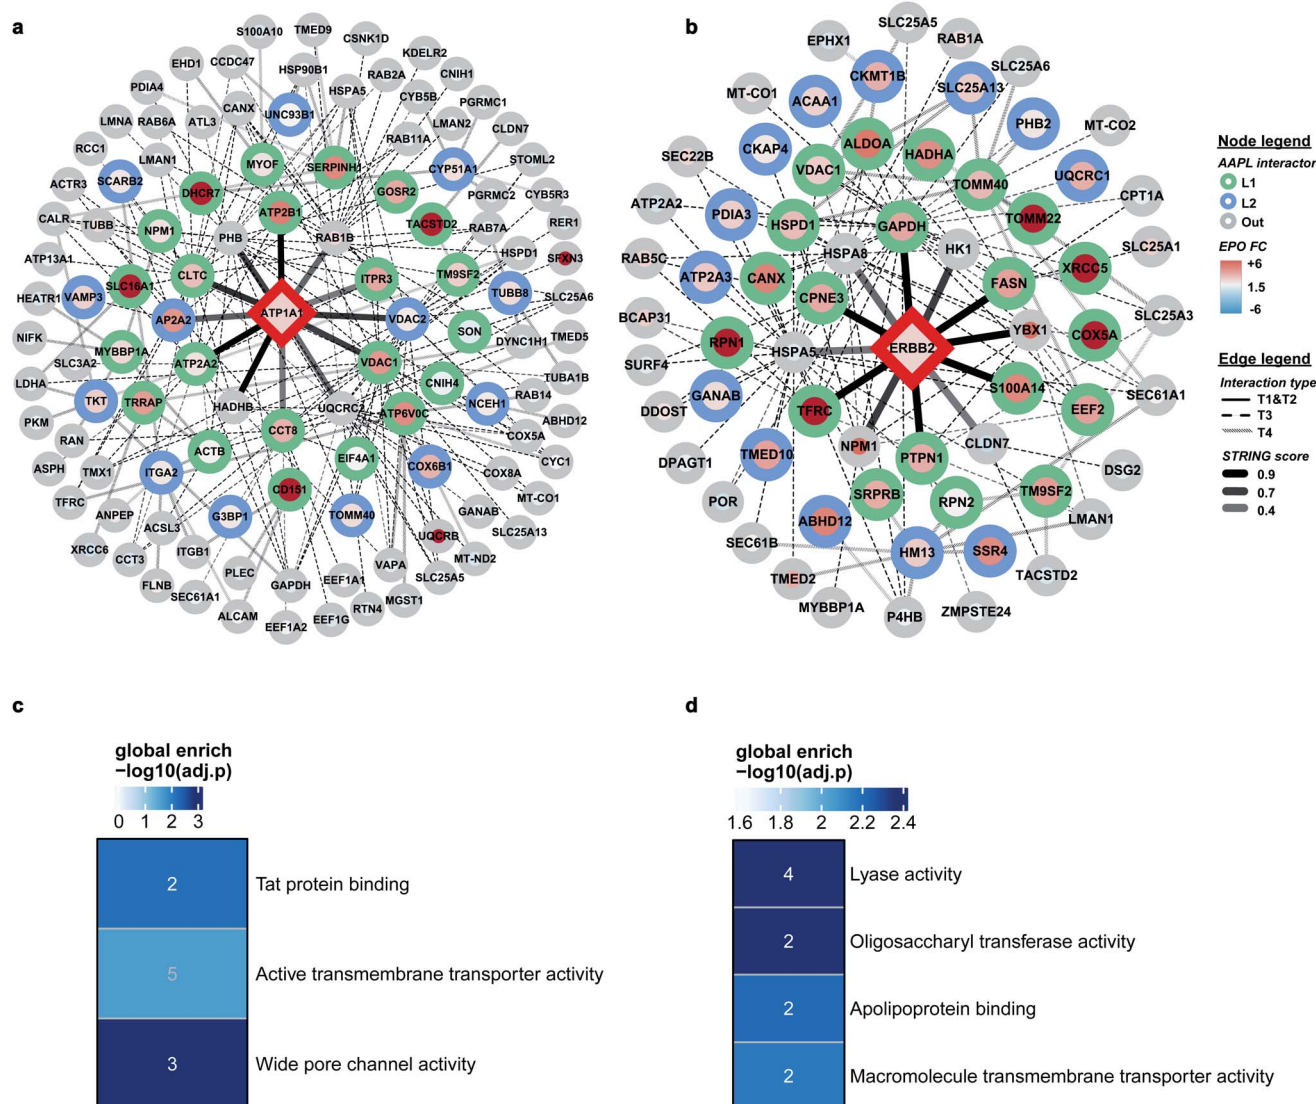 a
S100A10
TMED9
CSNK1D
KDELR2
EHD1
CCDC47
HSP90B1
RAB2A
CNIH1
PDIA4
HSPA5
CYB5B
PGRMC1
LMNA
RAB6A
ATL3
CANX
UNC93B1
RAB11A
LMAN2
CLDN7
RCC1
LMAN1
MYOF
SERPINH1
CYP51A1
STOML2
ACTR3
SCARB2
DHCR7
GOSR2
PGRMC2
CYB5R3
CALR
TUBB
NPM1
ATP2B1
TACSTD2
RAB7A
RER1
PHB
RAB1B
HSPD1
SFXN3
ATP13A1
CLTC
ITPR3
TM9SF2
HEATR1
VAMP3
SLC16A1
TUBB8
SLC25A6
ATP1A1
AP2A2
VDAC2
SON
TMED5
NIFK
MYBBP1A
DYNC1H1
SLC3A2
ATP2A2
VDAC1
TUBA1B
LDHA
CNIH4
RAB14
TKT
TRRAP
HADHB
UQCRC2
ATP6V0C
NCEH1
PKM
ABHD12
RAN
CCT8
COX5A
ACTB
EIF4A1
CYC1
ASPH
TMX1
ITGA2
COX6B1
COX8A
CD151
MT-CO1
TFRC
ANPEP
G3BP1
TOMM40
GANAB
ACSL3
UQCRB
SLC25A13
XRCC6
CCT3
ITGB1
MT-ND2
VAPA
FLNB
PLEC
GAPDH
EEF1A1
SLC25A5
SEC61A1
RTN4
MGST1
ALCAM
EEF1A2
EEF1G
b
SLC25A5
EPHX1
RAB1A
CKMT1B
SLC25A6
MT-CO1
ACAA1
SLC25A13
PHB2
MT-CO2
CKAP4
ALDOA
HADHA
SEC22B
VDAC1
TOMM40
UQCRC1
ATP2A2
PDIA3
HSPD1
GAPDH
TOMM22
CPT1A
RAB5C
HSPA8
HK1
SLC25A1
ATP2A3
CANX
CPNE3
FASN
XRCC5
BCAP31
YBX1
SLC25A3
RPN1
HSPA5
ERBB2
COX5A
SURF4
GANAB
S100A14
SEC61A1
DDOST
TFRC
EEF2
NPM1
CLDN7
DPAGT1
TMED10
PTPN1
DSG2
POR
SRPRB
RPN2
TM9SF2
ABHD12
LMAN1
SEC61B
HM13
SSR4
TMED2
TACSTD2
MYBBP1A
P4HB
ZMPSTE24
Node legend
AAPL interactor
L1
L2
Out
EPO FC
+6
1.5
-6
Edge legend
Interaction type
T1&T2
T3
T4
STRING score
0.9
0.7
0.4
c
global enrich
−log10(adj.p)
0 1 2 3
2 Tat protein binding
5 Active transmembrane transporter activity
3 Wide pore channel activity
d
global enrich
−log10(adj.p)
1.6 1.8 2 2.2 2.4
4 Lyase activity
2 Oligosaccharyl transferase activity
2 Apolipoprotein binding
2 Macromolecule transmembrane transporter activity